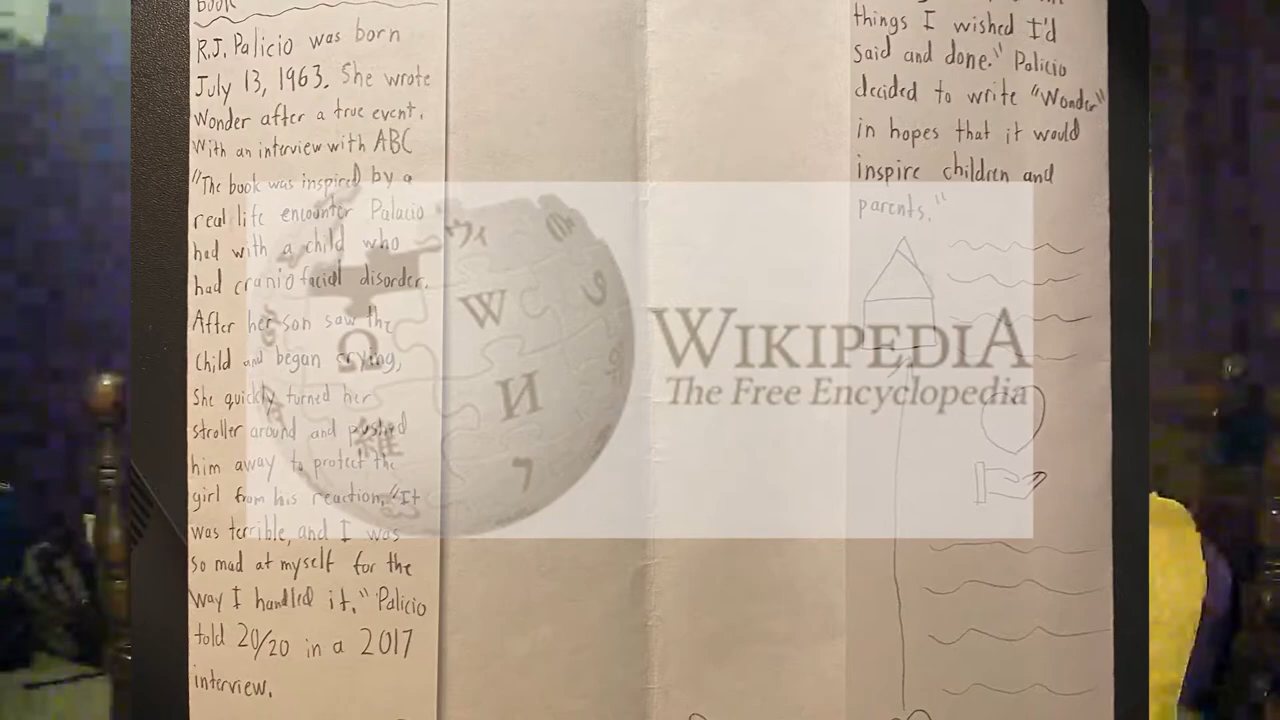 book
R.J. Palicio was born
July 13, 1963. She wrote
Wonder after a true event.
With an interview with ABC
"The book was inspired by a
real life encounter Palacio
had with a child who
had craniofacial disorder.
After her son saw the
Child and began crying,
She quickly turned her
stroller around and pushed
him away to protect the
girl from his reaction, "It
was terrible, and I was
so mad at myself for the
way I handled it." Palicio
told 20/20 in a 2017
interview.
things I wished I'd
said and done." Palicio
decided to write "Wonder"
in hopes that it would
inspire children and
parents."
Ω
W
И
維
7
WIKIPEDIA
The Free Encyclopedia